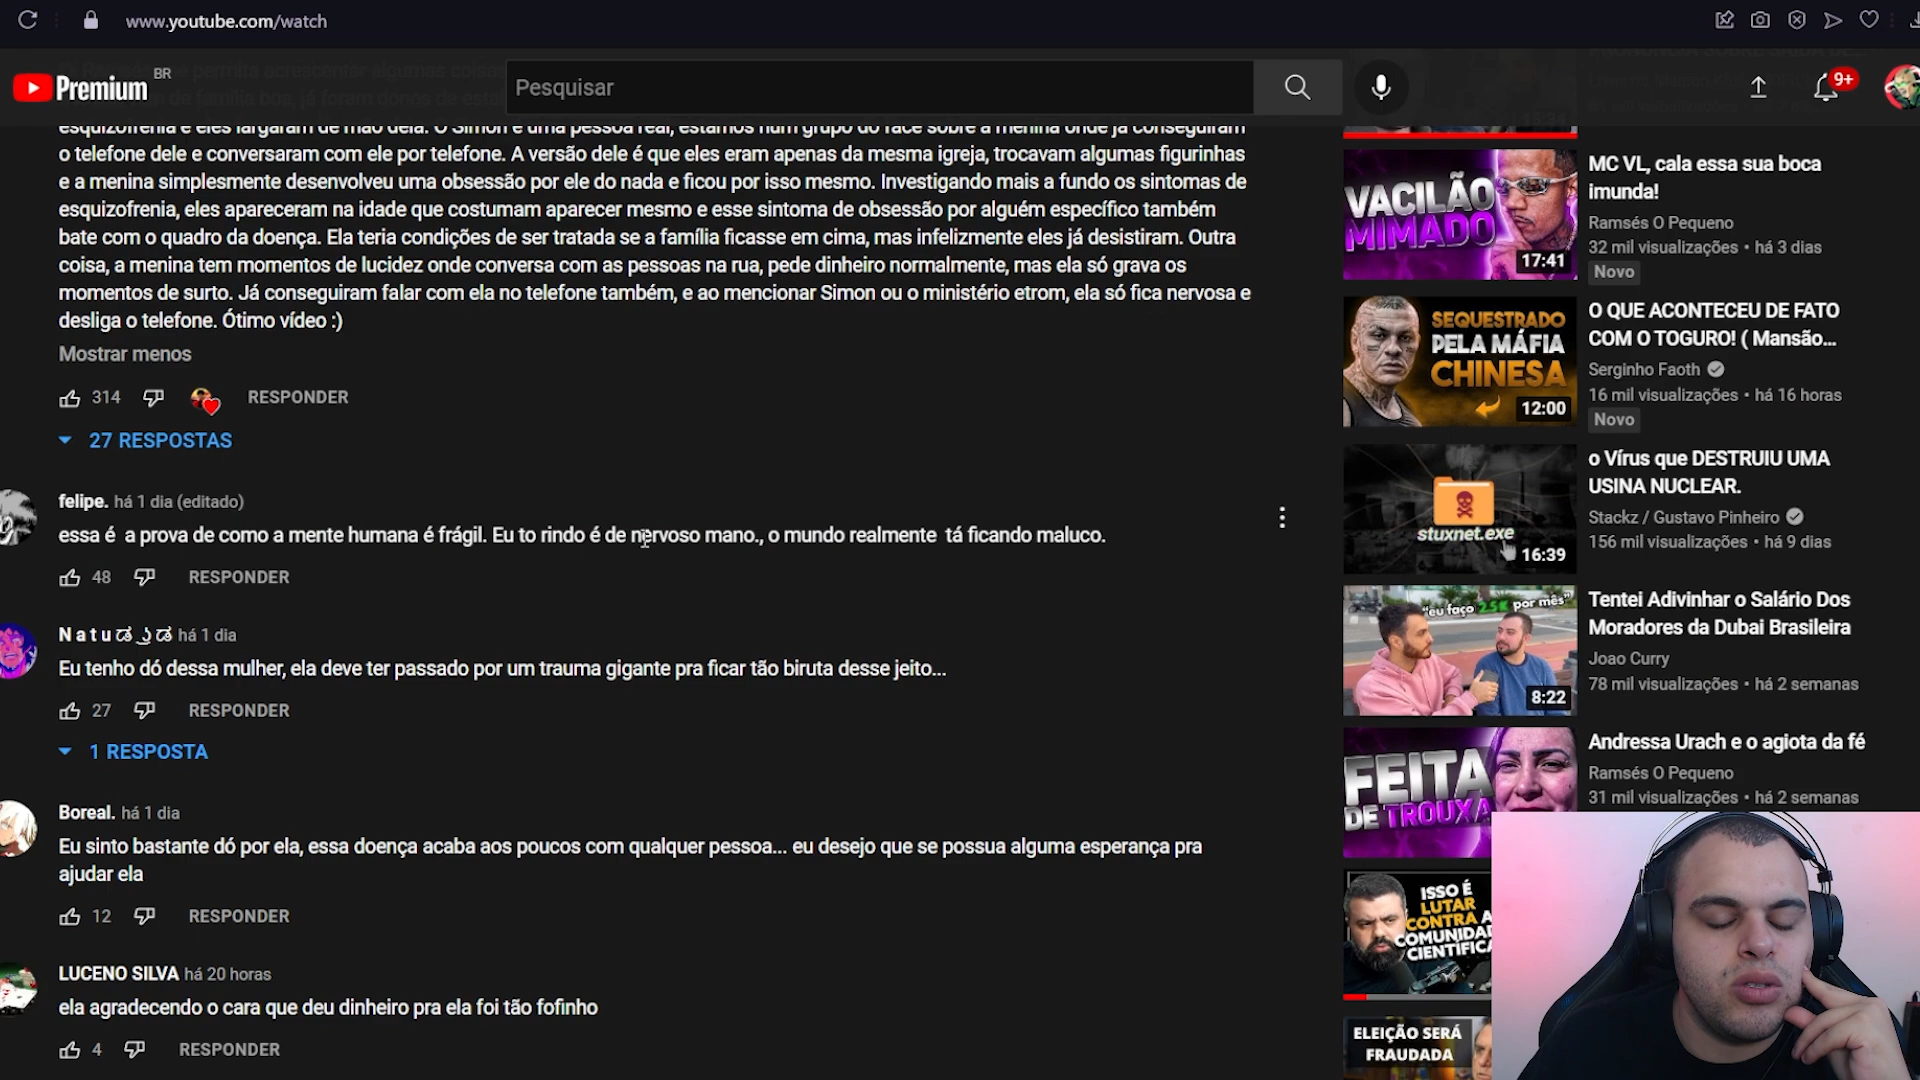 www.youtube.com/watch
Premium
BR
Pesquisar
9+
esquizofrenia e eles largaram de mão dela. O Simon é uma pessoa real, estamos num grupo do face sobre a menina onde já conseguiram
o telefone dele e conversaram com ele por telefone. A versão dele é que eles eram apenas da mesma igreja, trocavam algumas figurinhas
e a menina simplesmente desenvolveu uma obsessão por ele do nada e ficou por isso mesmo. Investigando mais a fundo os sintomas de
esquizofrenia, eles apareceram na idade que costumam aparecer mesmo e esse sintoma de obsessão por alguém específico também
bate com o quadro da doença. Ela teria condições de ser tratada se a família ficasse em cima, mas infelizmente eles já desistiram. Outra
coisa, a menina tem momentos de lucidez onde conversa com as pessoas na rua, pede dinheiro normalmente, mas ela só grava os
momentos de surto. Já conseguiram falar com ela no telefone também, e ao mencionar Simon ou o ministério etrom, ela só fica nervosa e
desliga o telefone. Ótimo vídeo :)
Mostrar menos
314 RESPONDER
27 RESPOSTAS
felipe. há 1 dia (editado)
essa é a prova de como a mente humana é frágil. Eu to rindo é de nervoso mano., o mundo realmente tá ficando maluco.
48 RESPONDER
N a t u ಡ ͜ʖ ಡ há 1 dia
Eu tenho dó dessa mulher, ela deve ter passado por um trauma gigante pra ficar tão biruta desse jeito...
27 RESPONDER
1 RESPOSTA
Boreal. há 1 dia
Eu sinto bastante dó por ela, essa doença acaba aos poucos com qualquer pessoa... eu desejo que se possua alguma esperança pra
ajudar ela
12 RESPONDER
LUCENO SILVA há 20 horas
ela agradecendo o cara que deu dinheiro pra ela foi tão fofinho
4 RESPONDER
VACILÃO
MIMADO
17:41
MC VL, cala essa sua boca
imunda!
Ramsés O Pequeno
32 mil visualizações • há 3 dias
Novo
SEQUESTRADO
PELA MÁFIA
CHINESA
12:00
O QUE ACONTECEU DE FATO
COM O TOGURO! ( Mansão...
Serginho Faoth
16 mil visualizações • há 16 horas
Novo
stuxnet.exe
16:39
o Vírus que DESTRUIU UMA
USINA NUCLEAR.
Stackz / Gustavo Pinheiro
156 mil visualizações • há 9 dias
"eu faço 25K por mês"
8:22
Tentei Adivinhar o Salário Dos
Moradores da Dubai Brasileira
Joao Curry
78 mil visualizações • há 2 semanas
FEITA
DE TROUXA
Andressa Urach e o agiota da fé
Ramsés O Pequeno
31 mil visualizações • há 2 semanas
ISSO É
LUTAR
CONTRA A
COMUNIDAD
CIENTÍFICA
ELEIÇÃO SERÁ
FRAUDADA